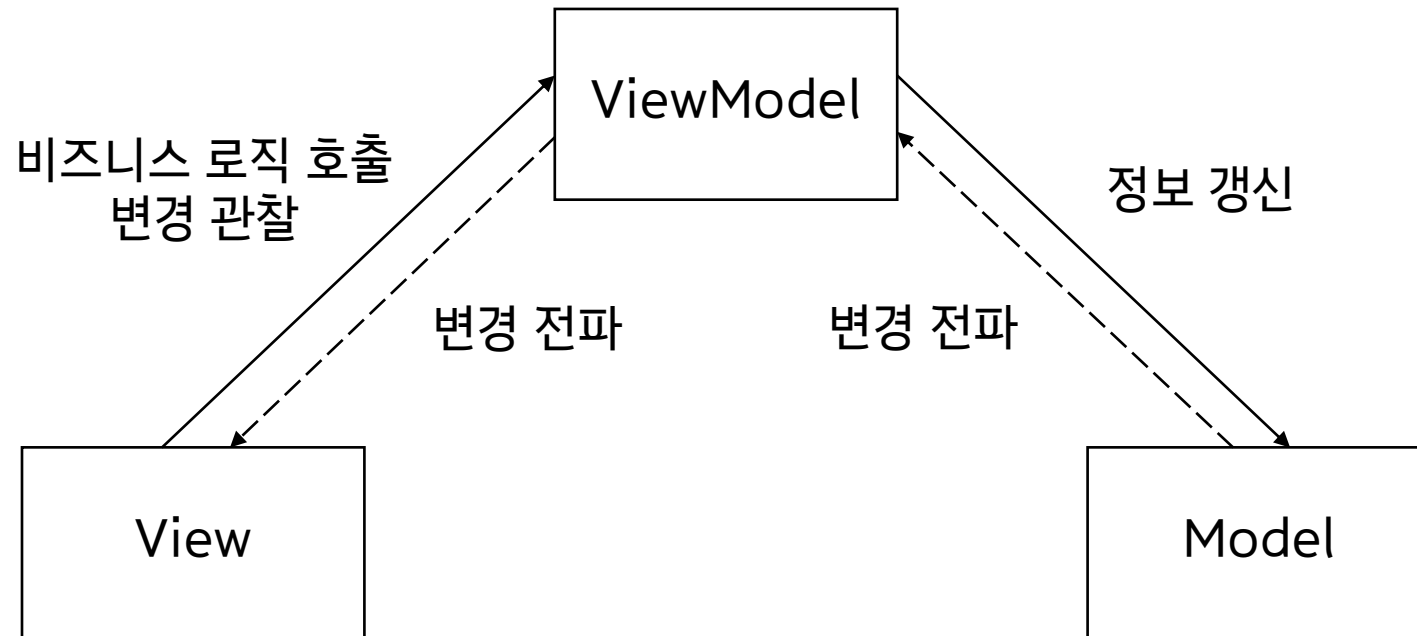 ViewModel
비즈니스 로직 호출
변경 관찰
정보 갱신
변경 전파
변경 전파
View
Model